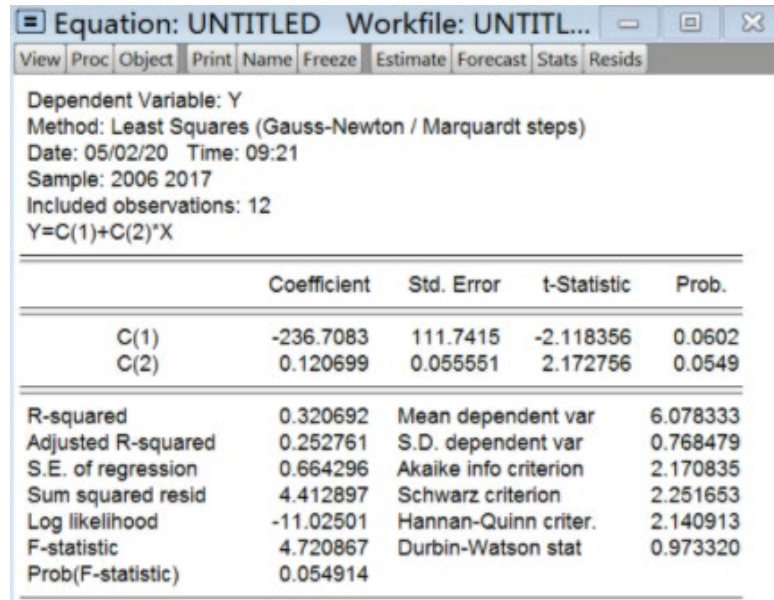 Equation: UNTITLED Workfile: UNTITL...
View Proc Object Print Name Freeze Estimate Forecast Stats Resids
Dependent Variable: Y
Method: Least Squares (Gauss-Newton / Marquardt steps)
Date: 05/02/20 Time: 09:21
Sample: 2006 2017
Included observations: 12
Y=C(1)+C(2)*X
Coefficient Std. Error t-Statistic Prob.
C(1) -236.7083 111.7415 -2.118356 0.0602
C(2) 0.120699 0.055551 2.172756 0.0549
R-squared 0.320692 Mean dependent var 6.078333
Adjusted R-squared 0.252761 S.D. dependent var 0.768479
S.E. of regression 0.664296 Akaike info criterion 2.170835
Sum squared resid 4.412897 Schwarz criterion 2.251653
Log likelihood -11.02501 Hannan-Quinn criter. 2.140913
F-statistic 4.720867 Durbin-Watson stat 0.973320
Prob(F-statistic) 0.054914